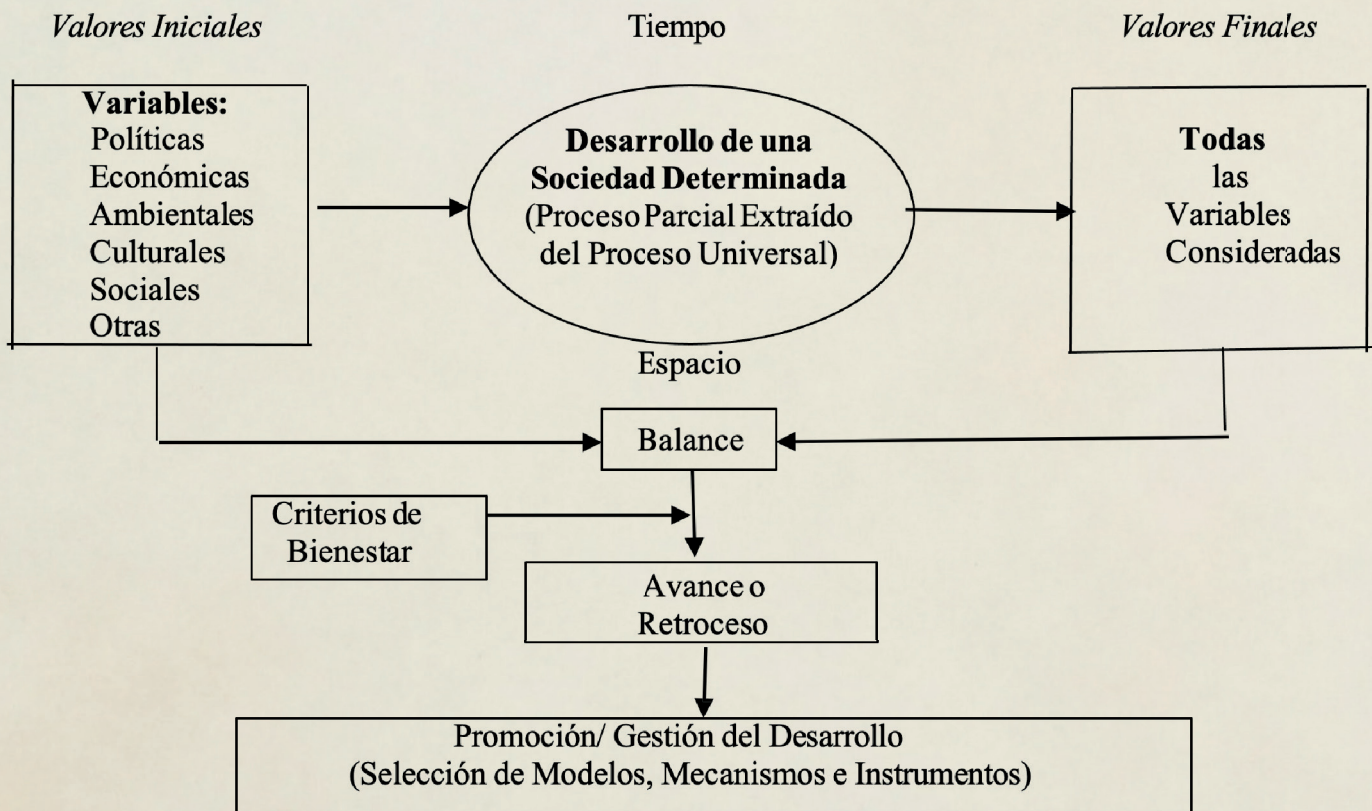 Valores Iniciales
Tiempo
Valores Finales
Variables:
Políticas
Económicas
Ambientales
Culturales
Sociales
Otras
Desarrollo de una
Sociedad Determinada
(Proceso Parcial Extraído
del Proceso Universal)
Todas
las
Variables
Consideradas
Espacio
Balance
Criterios de
Bienestar
Avance o
Retroceso
Promoción/ Gestión del Desarrollo
(Selección de Modelos, Mecanismos e Instrumentos)